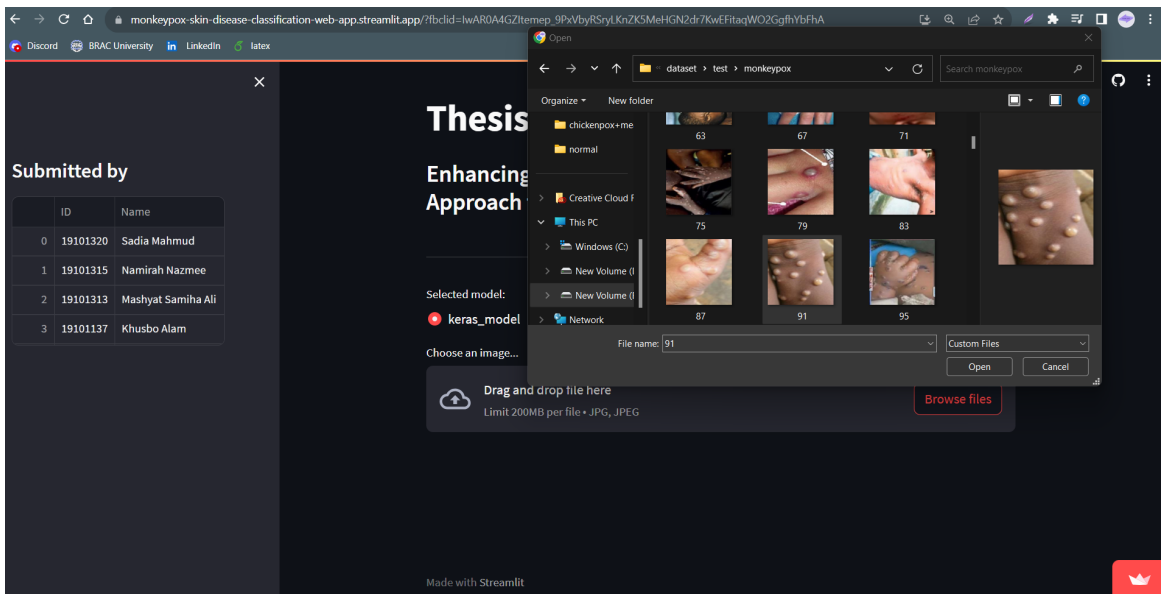 monkeypox-skin-disease-classification-web-app.streamlit.app/?fbclid=IwAR0A4GZItemep_9PxVbyRSryLKnZK5MeHGN2dr7KwEFitaqWO2GgfhYbFhA
Discord BRAC University in LinkedIn latex
Submitted by
ID Name
0 19101320 Sadia Mahmud
1 19101315 Namirah Nazmee
2 19101313 Mashyat Samiha Ali
3 19101137 Khusbo Alam
Thesis
Enhancing
Approach
Selected model:
keras_model
Choose an image...
Drag and drop file here
Limit 200MB per file • JPG, JPEG
Browse files
Made with Streamlit
Open
dataset > test > monkeypox
Search monkeypox
Organize New folder
chickenpox+me
normal
Creative Cloud F
This PC
Windows (C:)
New Volume (
New Volume (
Network
63 67 71
75 79 83
87 91 95
File name: 91
Custom Files
Open Cancel